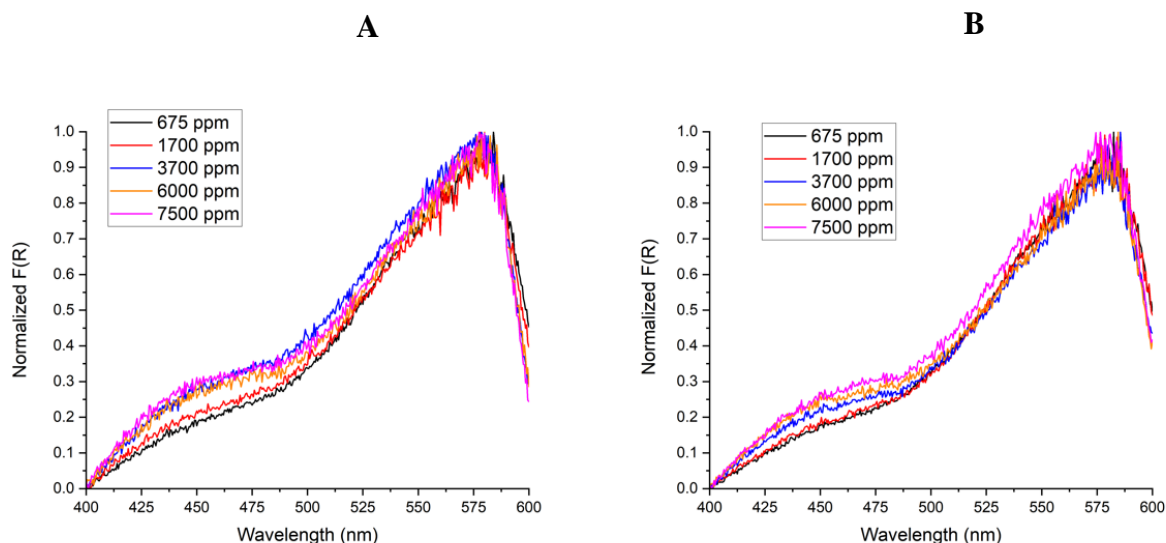 A
B
675 ppm
1700 ppm
3700 ppm
6000 ppm
7500 ppm
1.0
0.9
0.8
0.7
0.6
0.5
0.4
0.3
0.2
0.1
0.0
400 425 450 475 500 525 550 575 600
Wavelength (nm)
Normalized F(R)
675 ppm
1700 ppm
3700 ppm
6000 ppm
7500 ppm
1.0
0.9
0.8
0.7
0.6
0.5
0.4
0.3
0.2
0.1
0.0
400 425 450 475 500 525 550 575 600
Wavelength (nm)
Normalized F(R)